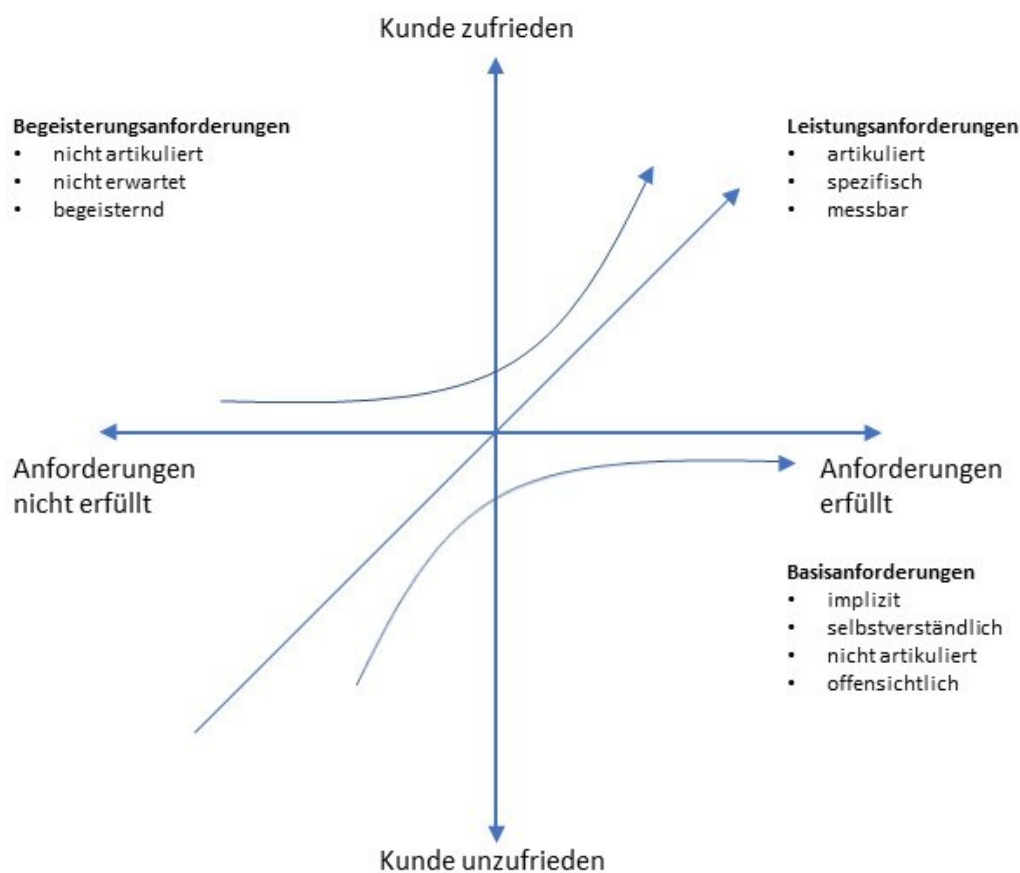 Kunde zufrieden
Begeisterungsanforderungen
• nicht artikuliert
• nicht erwartet
• begeisternd
Leistungsanforderungen
• artikuliert
• spezifisch
• messbar
Anforderungen
nicht erfüllt
Anforderungen
erfüllt
Basisanforderungen
• implizit
• selbstverständlich
• nicht artikuliert
• offensichtlich
Kunde unzufrieden